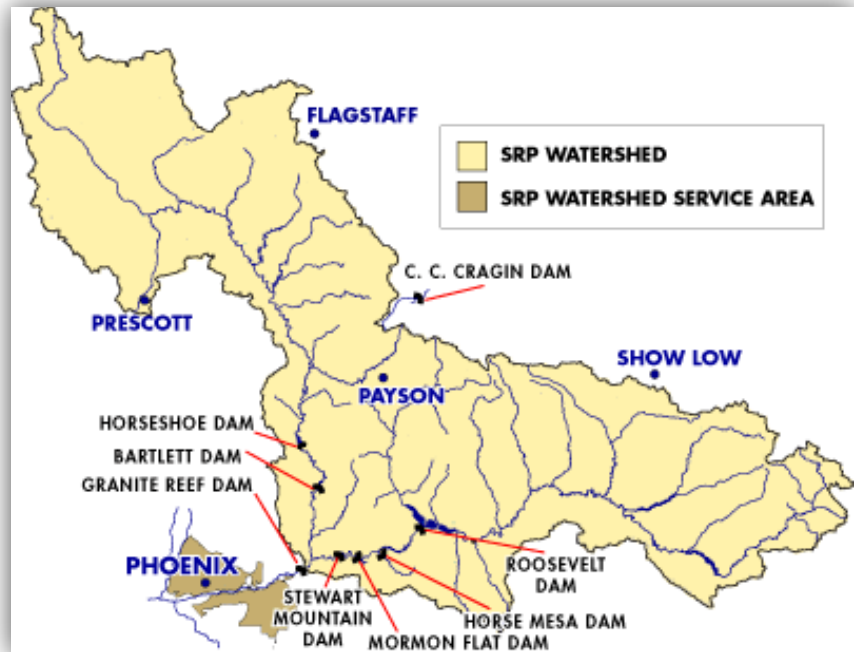 FLAGSTAFF
SRP WATERSHED
SRP WATERSHED SERVICE AREA
C. C. CRAGIN DAM
PRESCOTT
SHOW LOW
PAYSON
HORSESHOE DAM
BARTLETT DAM
GRANITE REEF DAM
PHOENIX
ROOSEVELT
DAM
STEWART
MOUNTAIN
DAM
HORSE MESA DAM
MORMON FLAT DAM